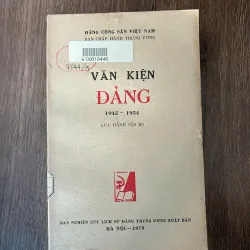 ĐẢNG CỘNG SẢN VIỆT NAM
BAN CHẤP HÀNH TRUNG ƯƠNG
V 00018446
VĂN KIỆN
ĐẢNG
1945 - 1954
LƯU HÀNH NỘI BỘ
BAN NGHIÊN CỨU LỊCH SỬ ĐẢNG TRUNG ƯƠNG XUẤT BẢN
HÀ NỘI - 1979